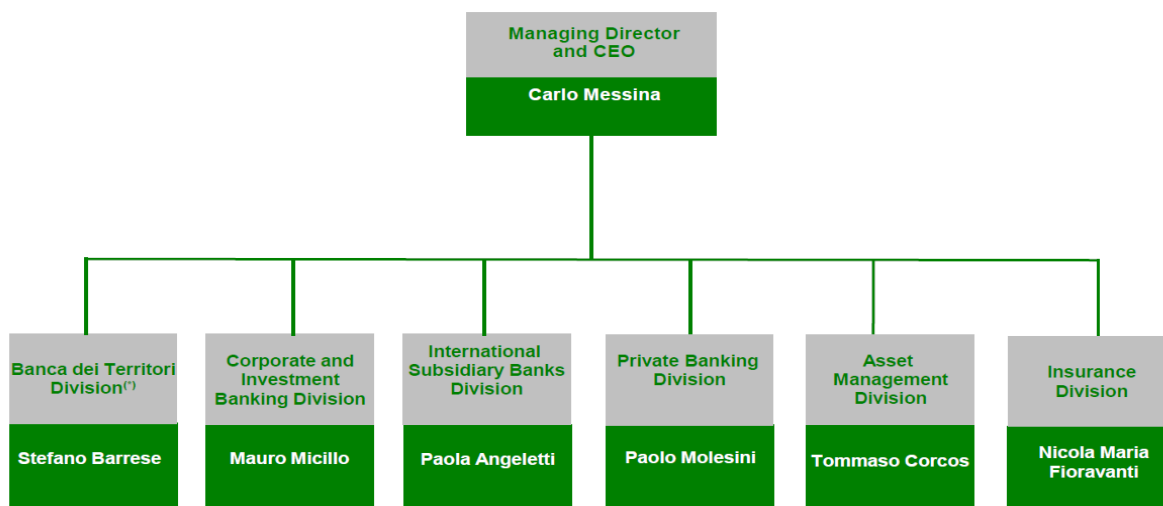 Managing Director
and CEO
Carlo Messina
Banca dei Territori
Division(*)
Stefano Barrese
Corporate and
Investment
Banking Division
Mauro Micillo
International
Subsidiary Banks
Division
Paola Angeletti
Private Banking
Division
Paolo Molesini
Asset
Management
Division
Tommaso Corcos
Insurance
Division
Nicola Maria
Fioravanti